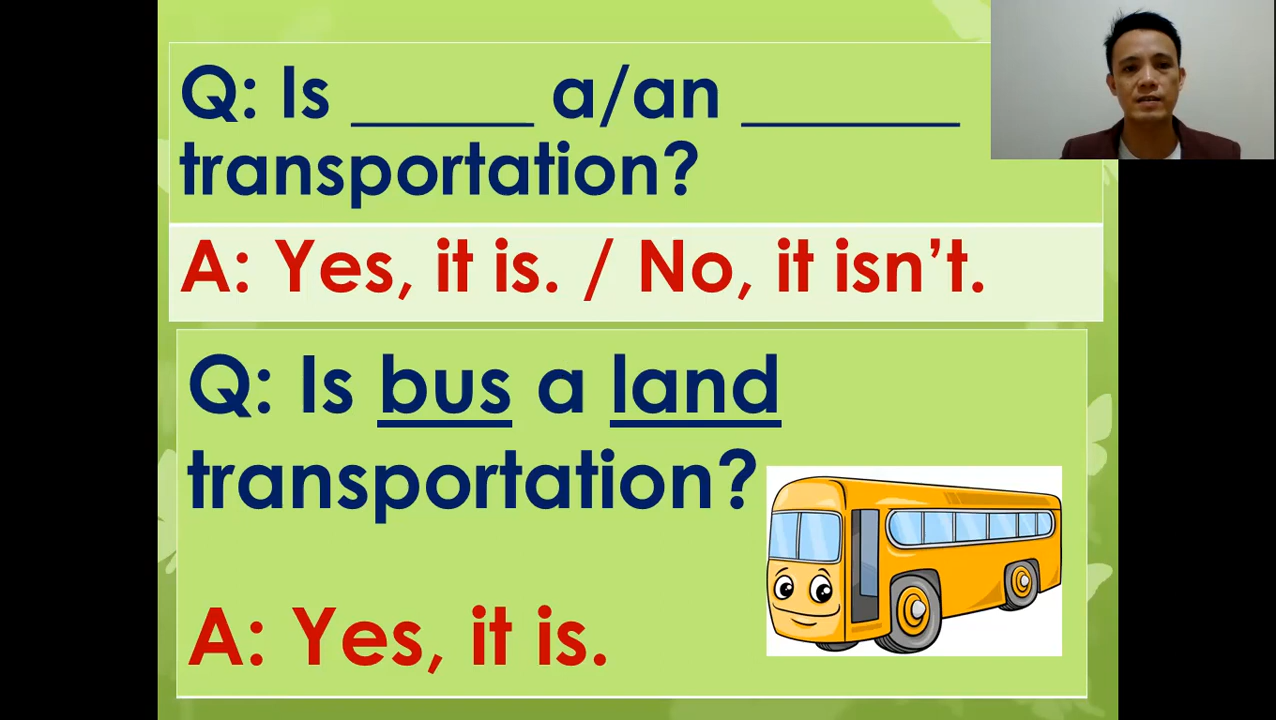 Q: Is ______ a/an _______
transportation?
A: Yes, it is. / No, it isn’t.
Q: Is bus a land
transportation?
A: Yes, it is.